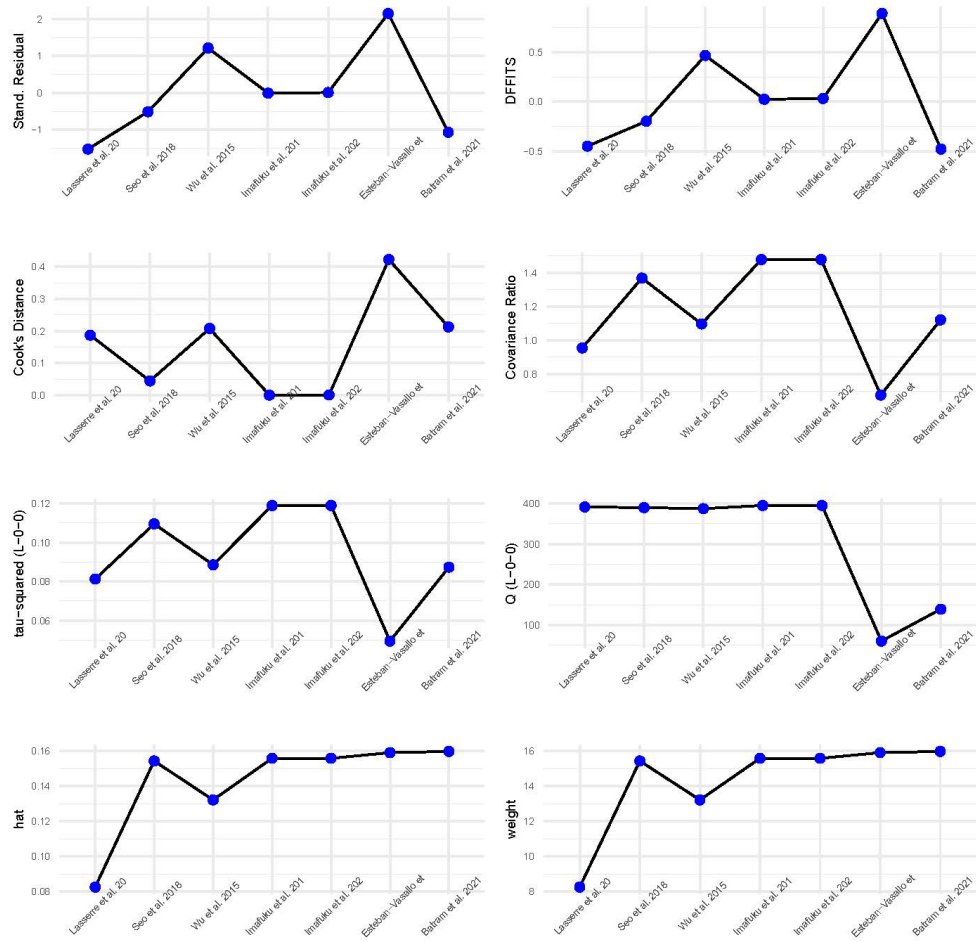 Stand. Residual
2
1
0
−1
Lasserre et al. 20
Seo et al. 2018
Wu et al. 2015
Imafuku et al. 201
Imafuku et al. 202
Esteban−Vasallo et
Batram et al. 2021
DFFITS
0.5
0.0
−0.5
Lasserre et al. 20
Seo et al. 2018
Wu et al. 2015
Imafuku et al. 201
Imafuku et al. 202
Esteban−Vasallo et
Batram et al. 2021
Cook's Distance
0.4
0.3
0.2
0.1
0.0
Lasserre et al. 20
Seo et al. 2018
Wu et al. 2015
Imafuku et al. 201
Imafuku et al. 202
Esteban−Vasallo et
Batram et al. 2021
Covariance Ratio
1.4
1.2
1.0
0.8
Lasserre et al. 20
Seo et al. 2018
Wu et al. 2015
Imafuku et al. 201
Imafuku et al. 202
Esteban−Vasallo et
Batram et al. 2021
tau−squared (L−0−0)
0.12
0.10
0.08
0.06
Lasserre et al. 20
Seo et al. 2018
Wu et al. 2015
Imafuku et al. 201
Imafuku et al. 202
Esteban−Vasallo et
Batram et al. 2021
Q (L−0−0)
400
300
200
100
Lasserre et al. 20
Seo et al. 2018
Wu et al. 2015
Imafuku et al. 201
Imafuku et al. 202
Esteban−Vasallo et
Batram et al. 2021
hat
0.16
0.14
0.12
0.10
0.08
Lasserre et al. 20
Seo et al. 2018
Wu et al. 2015
Imafuku et al. 201
Imafuku et al. 202
Esteban−Vasallo et
Batram et al. 2021
weight
16
14
12
10
8
Lasserre et al. 20
Seo et al. 2018
Wu et al. 2015
Imafuku et al. 201
Imafuku et al. 202
Esteban−Vasallo et
Batram et al. 2021